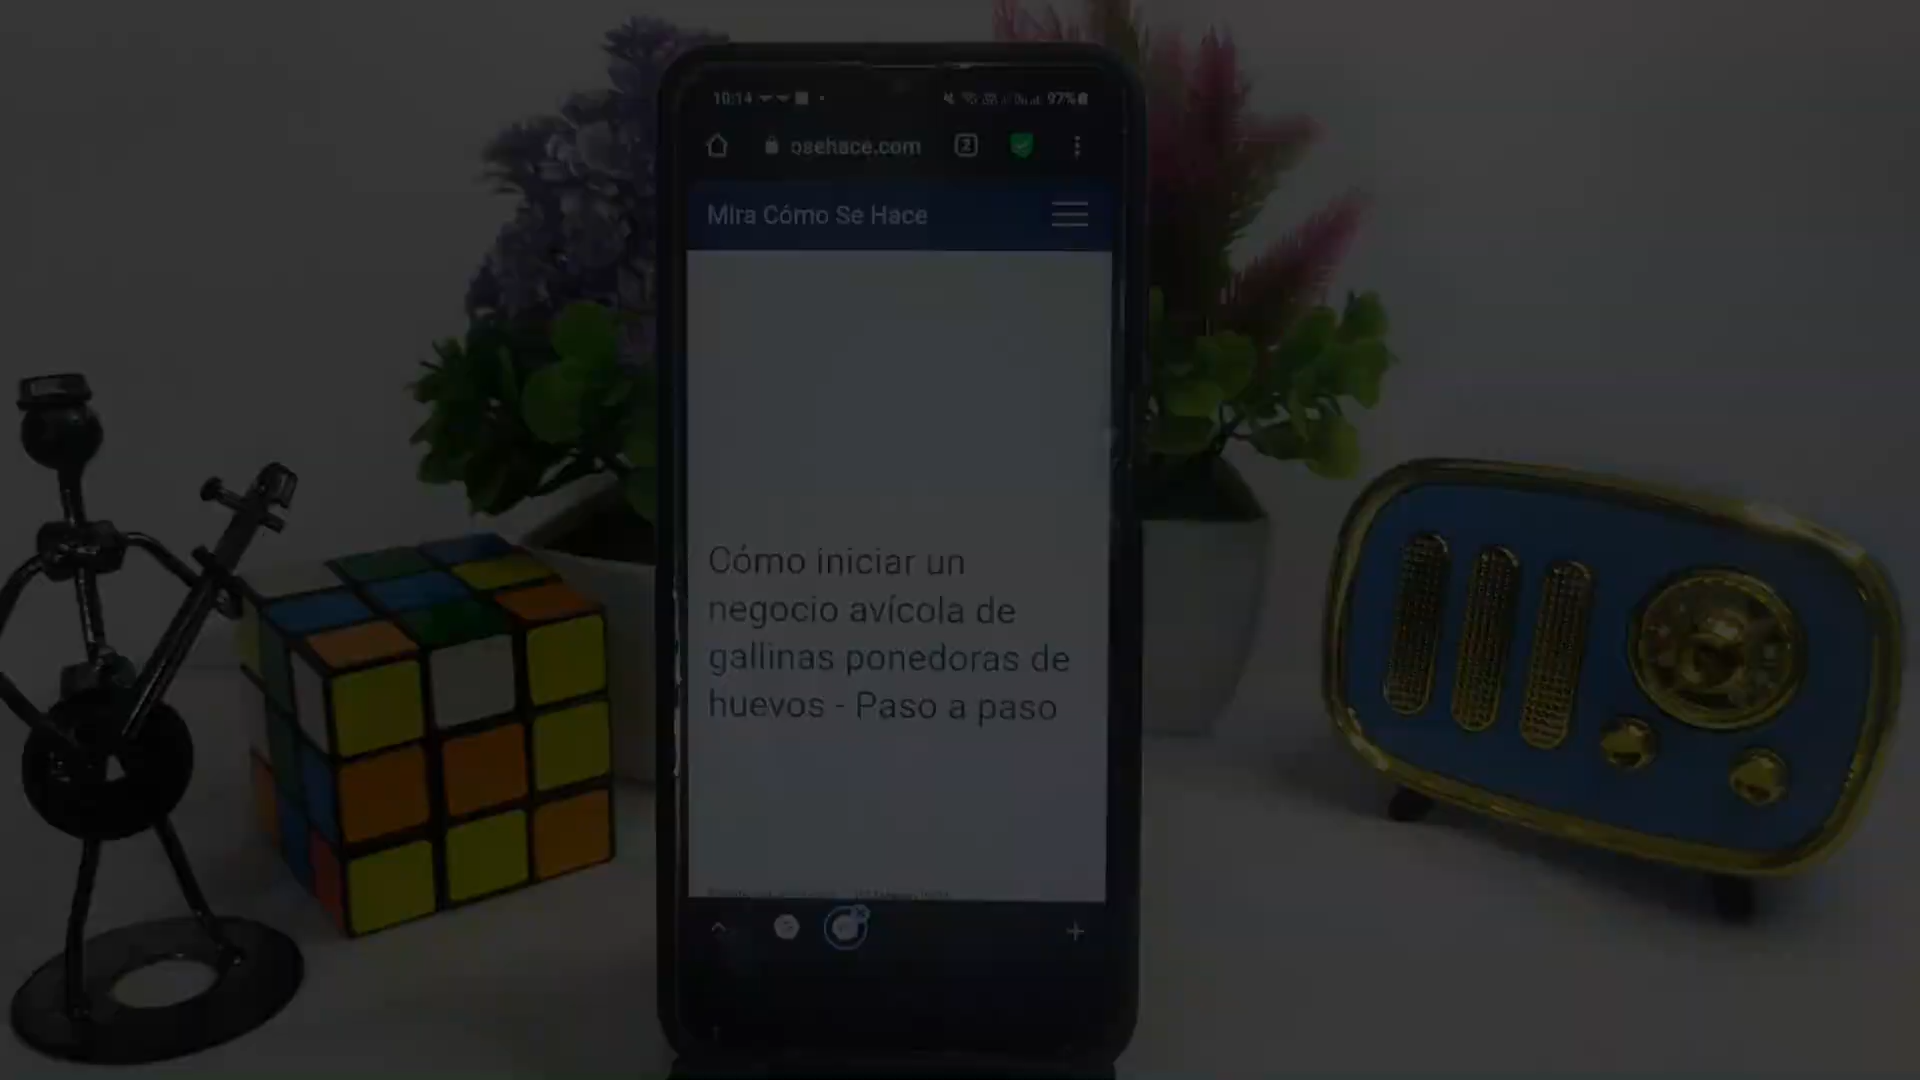 10:14 97%
osehace.com 2
Mira Cómo Se Hace
Cómo iniciar un
negocio avícola de
gallinas ponedoras de
huevos - Paso a paso